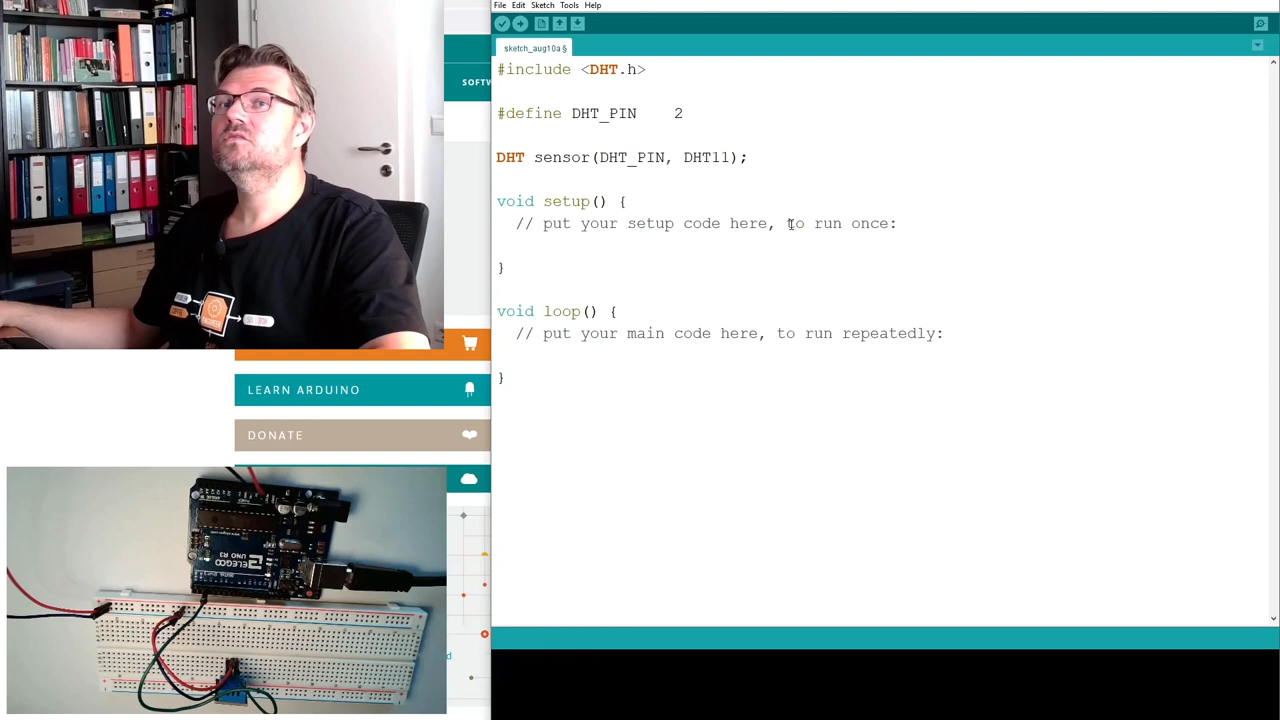 File Edit Sketch Tools Help
sketch_aug10a §
#include <DHT.h>
#define DHT_PIN    2
DHT sensor(DHT_PIN, DHT11);
void setup() {
  // put your setup code here, to run once:
}
void loop() {
  // put your main code here, to run repeatedly:
}
SOFTW
LEARN ARDUINO
DONATE
d
ELEGOO
UNO R3